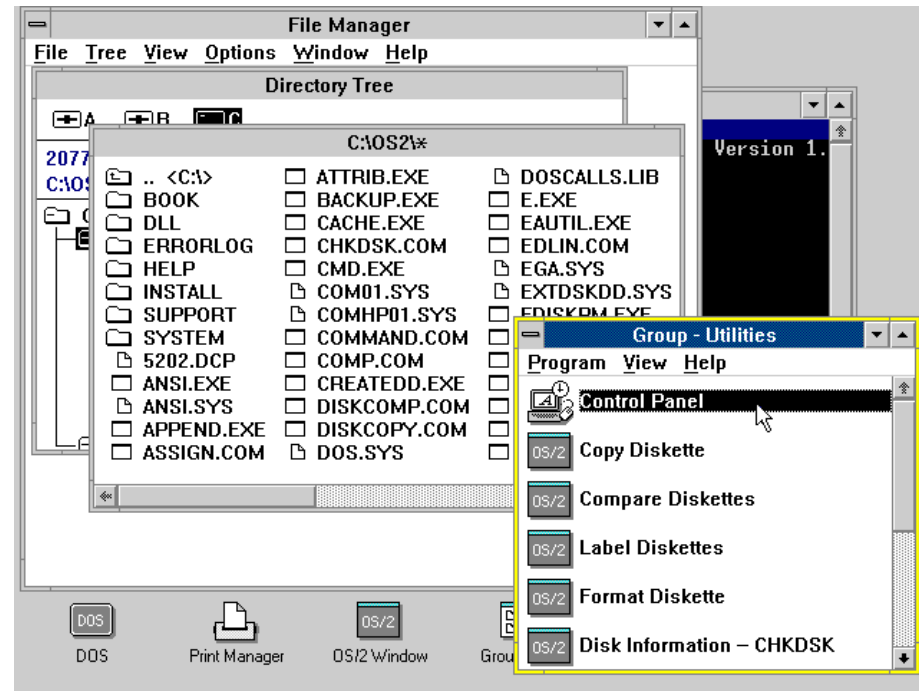 File Manager
File Tree View Options Window Help
Directory Tree
A B C
2077
C:\OS
C:\OS2\*
Version 1.
.. <C:\> ATTRIB.EXE DOSCALLS.LIB
BOOK BACKUP.EXE E.EXE
DLL CACHE.EXE EAUTIL.EXE
ERRORLOG CHKDSK.COM EDLIN.COM
HELP CMD.EXE EGA.SYS
INSTALL COM01.SYS EXTDSKDD.SYS
SUPPORT COMHP01.SYS FDISKPM.EXE
SYSTEM COMMAND.COM
5202.DCP COMP.COM
ANSI.EXE CREATEDD.EXE
ANSI.SYS DISKCOMP.COM
APPEND.EXE DISKCOPY.COM
ASSIGN.COM DOS.SYS
Group - Utilities
Program View Help
Control Panel
OS/2 Copy Diskette
OS/2 Compare Diskettes
OS/2 Label Diskettes
OS/2 Format Diskette
OS/2 Disk Information – CHKDSK
DOS
OS/2
DOS
Print Manager
OS/2 Window
Grou